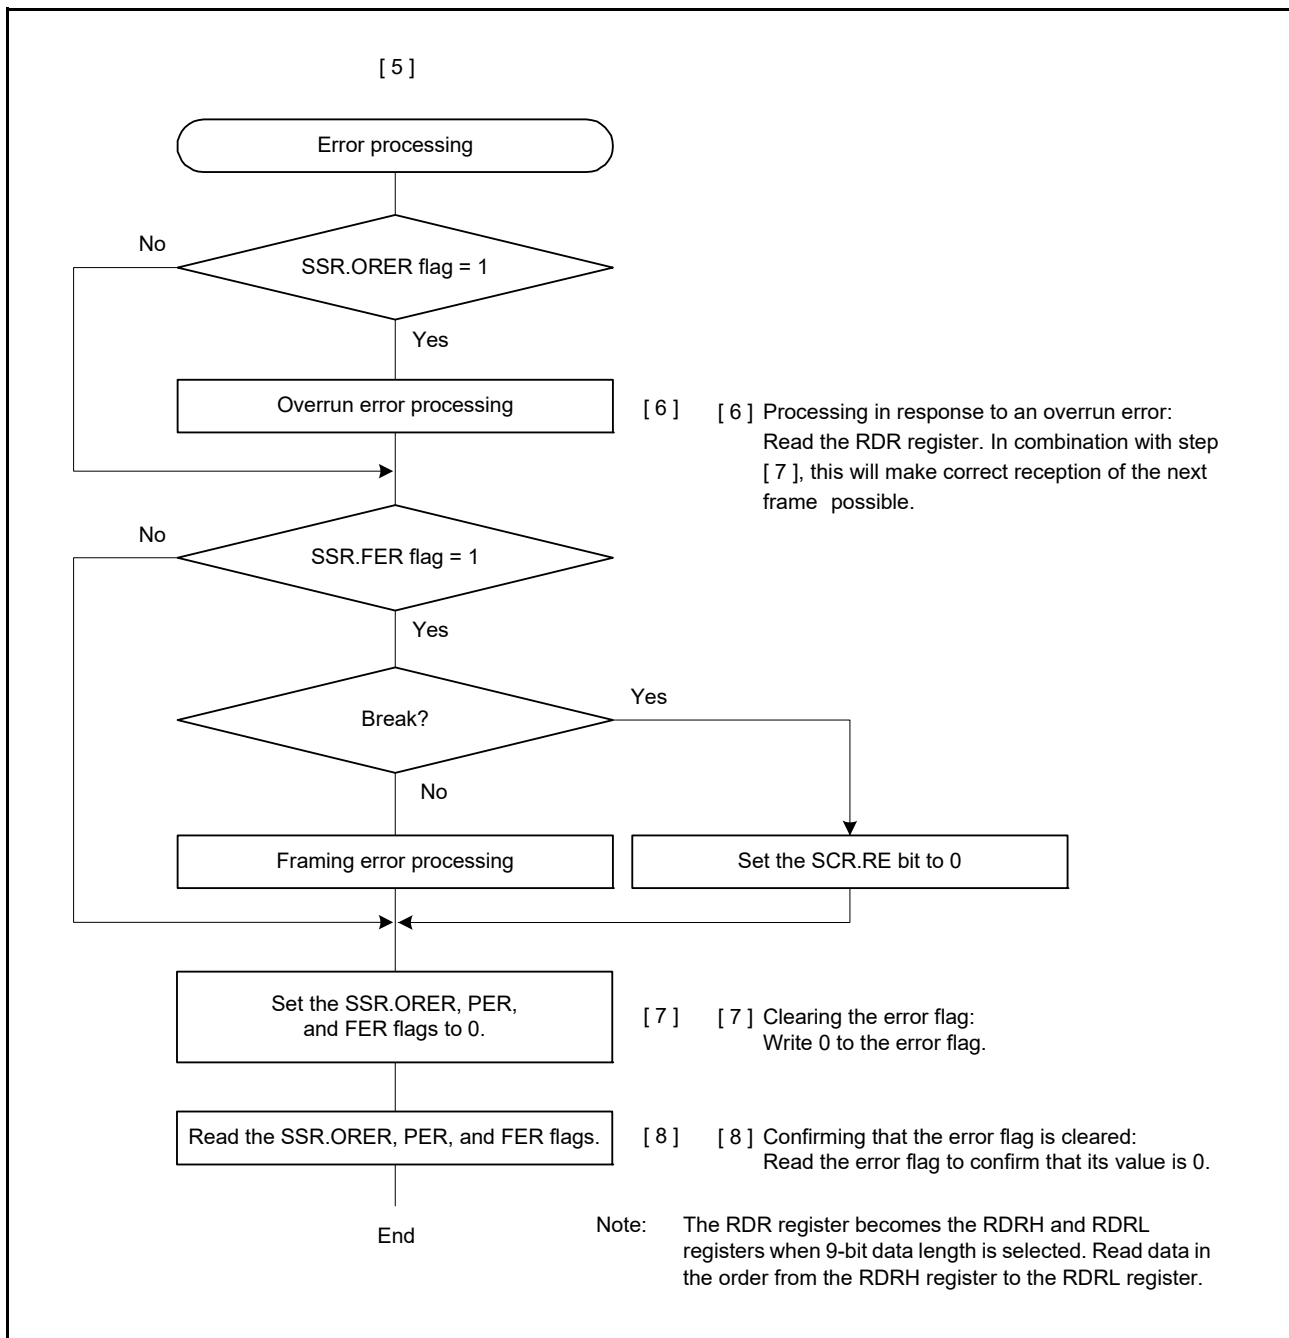 [ 5 ]
Error processing
No
SSR.ORER flag = 1
Yes
Overrun error processing
[ 6 ]
[ 6 ] Processing in response to an overrun error:
Read the RDR register. In combination with step
[ 7 ], this will make correct reception of the next
frame possible.
No
SSR.FER flag = 1
Yes
Break?
Yes
No
Framing error processing
Set the SCR.RE bit to 0
Set the SSR.ORER, PER,
and FER flags to 0.
[ 7 ]
[ 7 ] Clearing the error flag:
Write 0 to the error flag.
Read the SSR.ORER, PER, and FER flags.
[ 8 ]
[ 8 ] Confirming that the error flag is cleared:
Read the error flag to confirm that its value is 0.
End
Note: The RDR register becomes the RDRH and RDRL
registers when 9-bit data length is selected. Read data in
the order from the RDRH register to the RDRL register.